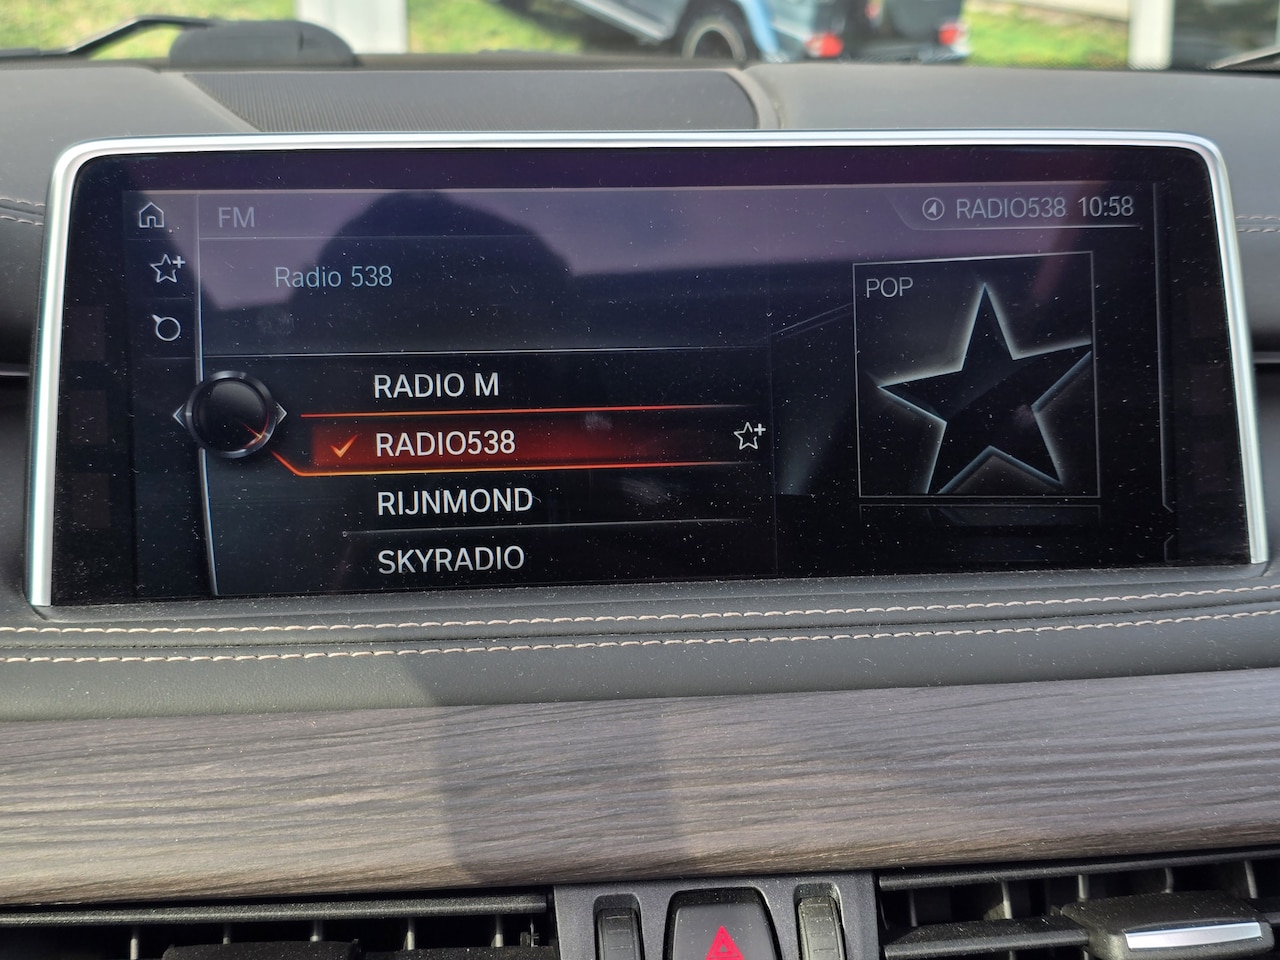 FM
RADIO538 10:58
Radio 538
POP
RADIO M
RADIO538
RIJNMOND
SKYRADIO